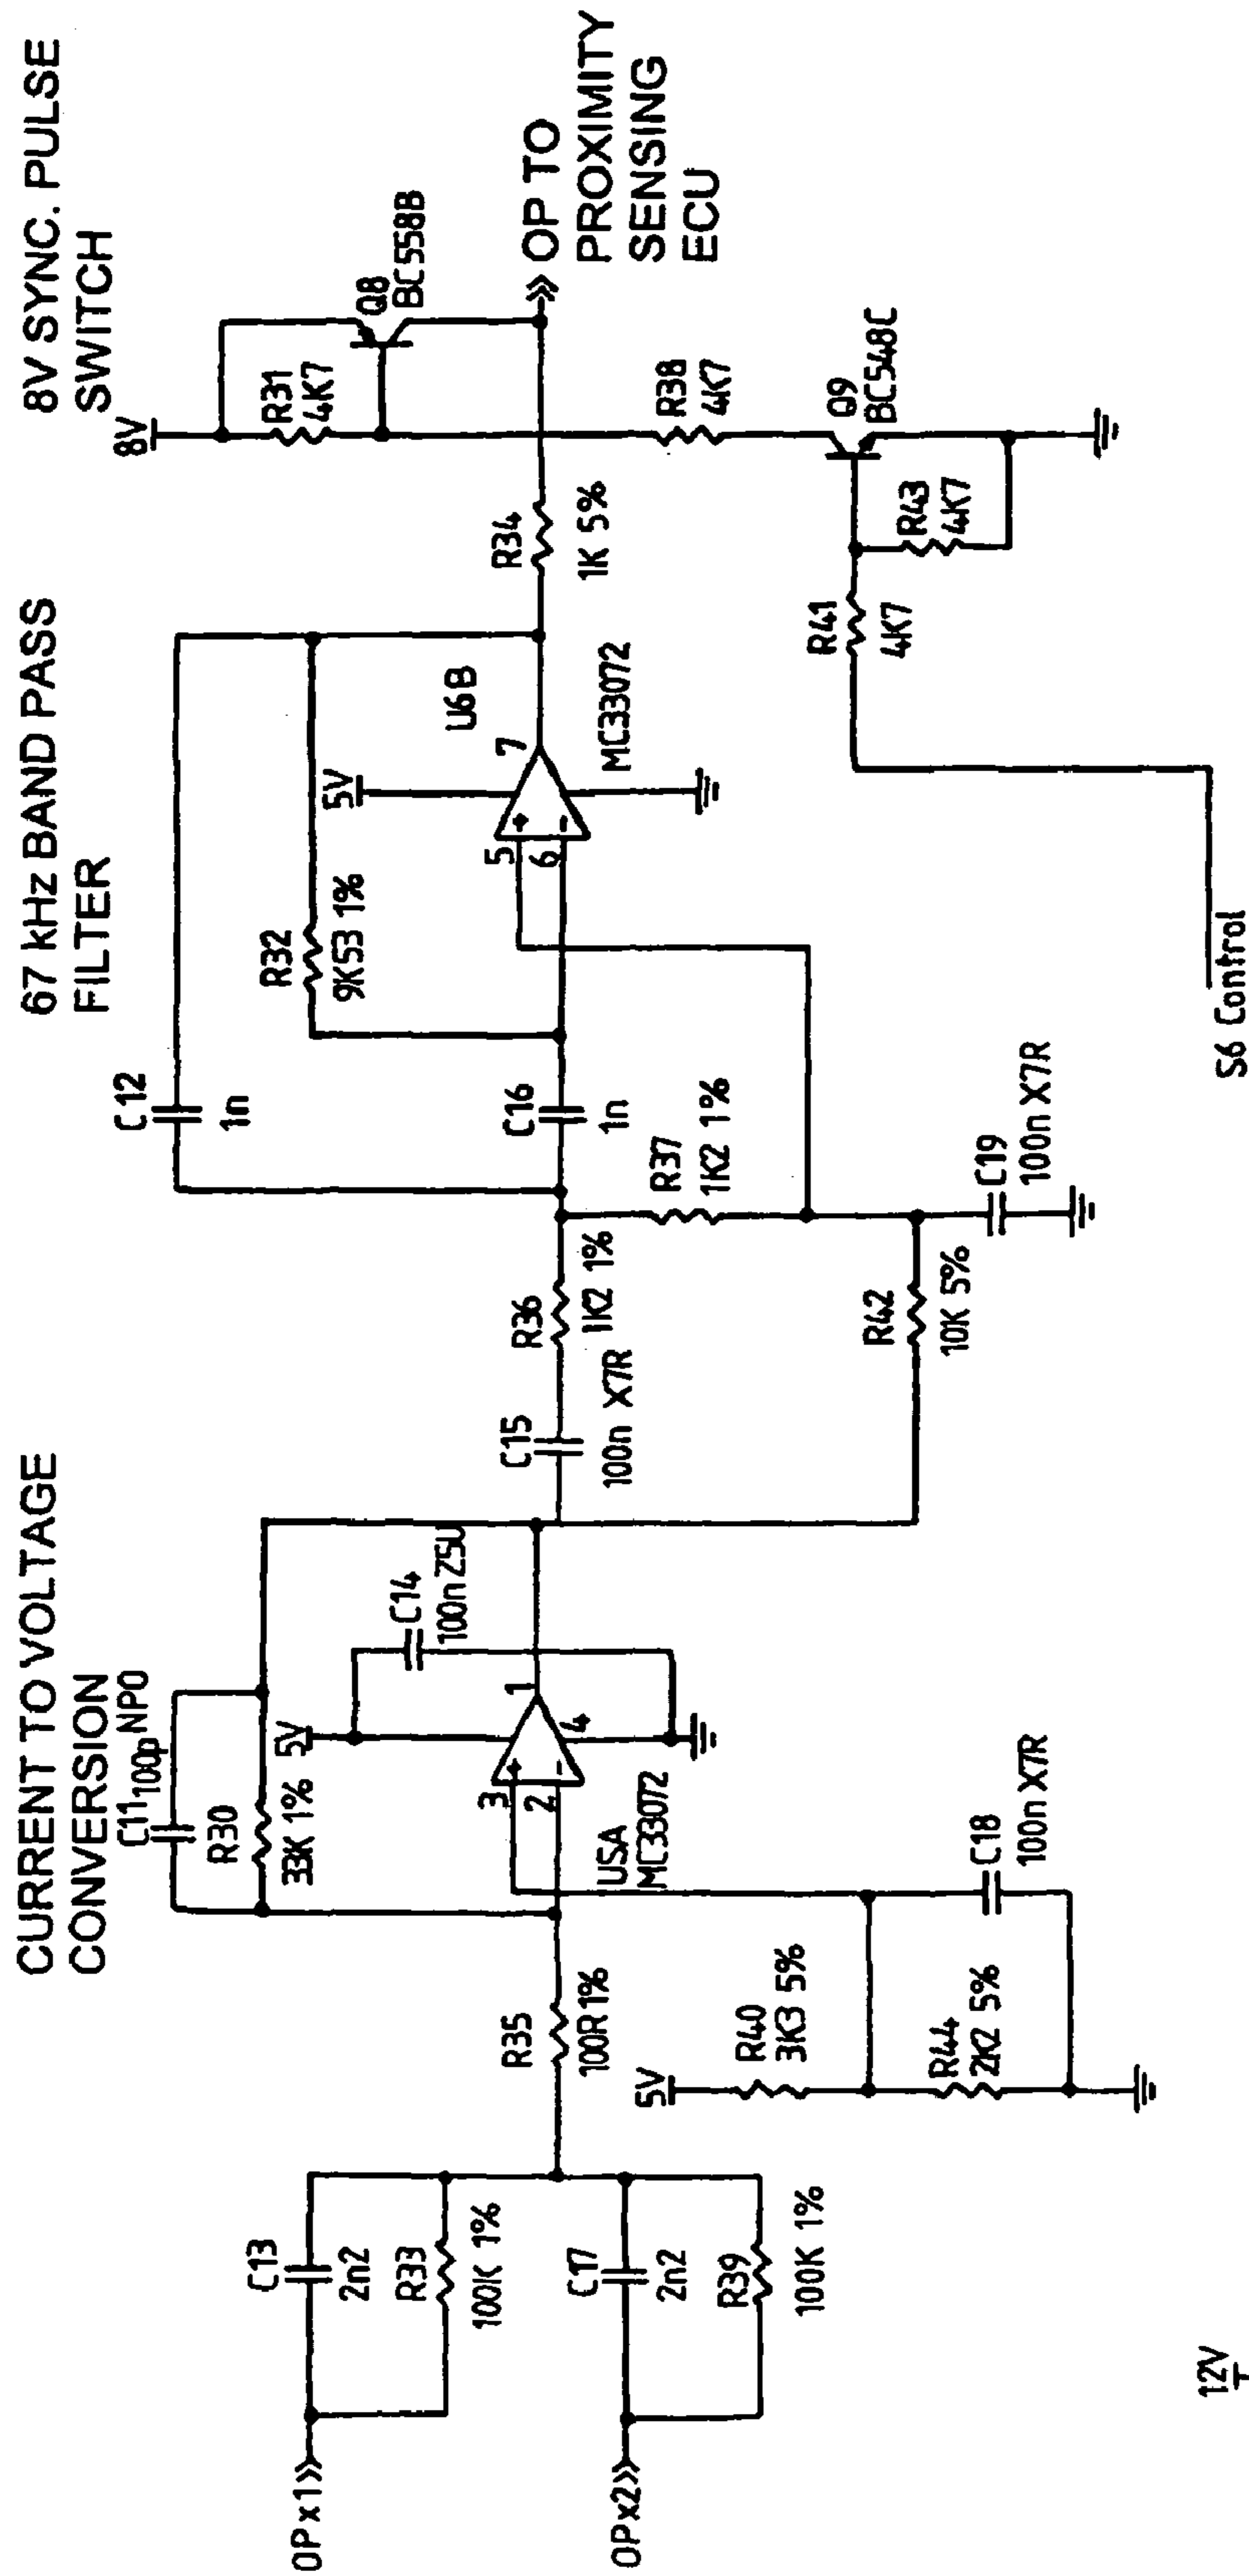 CURRENT TO VOLTAGE
CONVERSION
67 kHz BAND PASS
FILTER
8V SYNC. PULSE
SWITCH
C11 100p NPO
R30
33K 1%
5V
C14
100n Z5U
3
2
1
4
USA
MC33072
C13
2n2
R33
100K 1%
OPx1
C17
2n2
R39
100K 1%
OPx2
R35
100R 1%
5V
R40
3K3 5%
R44
2K2 5%
C18
100n X7R
C12
1n
R32
9K53 1%
5V
C15
100n X7R
R36
1K2 1%
C16
1n
R37
1K2 1%
R42
10K 5%
C19
100n X7R
5
6
7
U6B
MC33072
R34
1K 5%
8V
R31
4K7
Q8
BC558B
OP TO
PROXIMITY
SENSING
ECU
R38
4K7
Q9
BC548C
R41
4K7
R43
4K7
S6 Control
12V